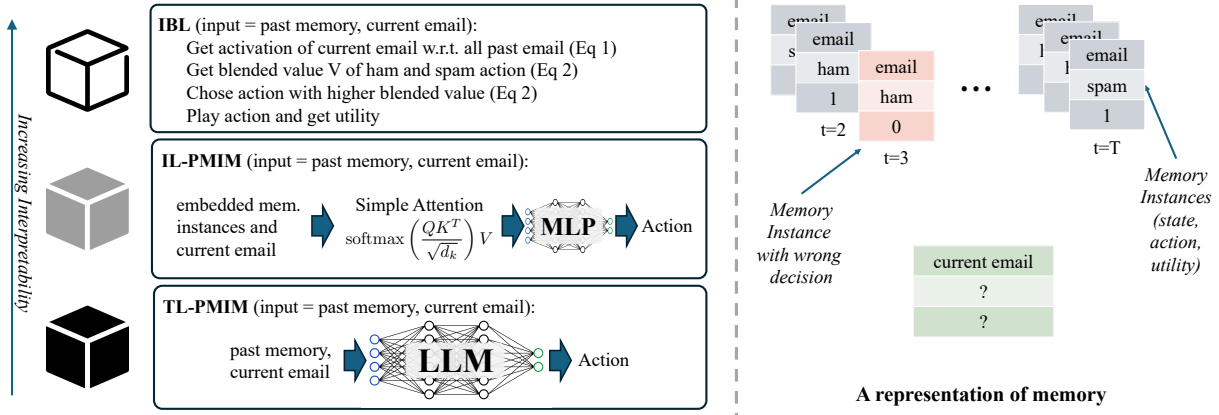 Increasing Interpretability
IBL (input = past memory, current email):
Get activation of current email w.r.t. all past email (Eq 1)
Get blended value V of ham and spam action (Eq 2)
Chose action with higher blended value (Eq 2)
Play action and get utility
IL-PMIM (input = past memory, current email):
embedded mem.
instances and
current email
Simple Attention
softmax (QK^T / √d_k) V
MLP
Action
TL-PMIM (input = past memory, current email):
past memory,
current email
LLM
Action
email
s
email
ham
1
t=2
email
ham
0
t=3
...
email
h
email
h
email
spam
1
t=T
Memory
Instance
with wrong
decision
Memory
Instances
(state,
action,
utility)
current email
?
?
A representation of memory